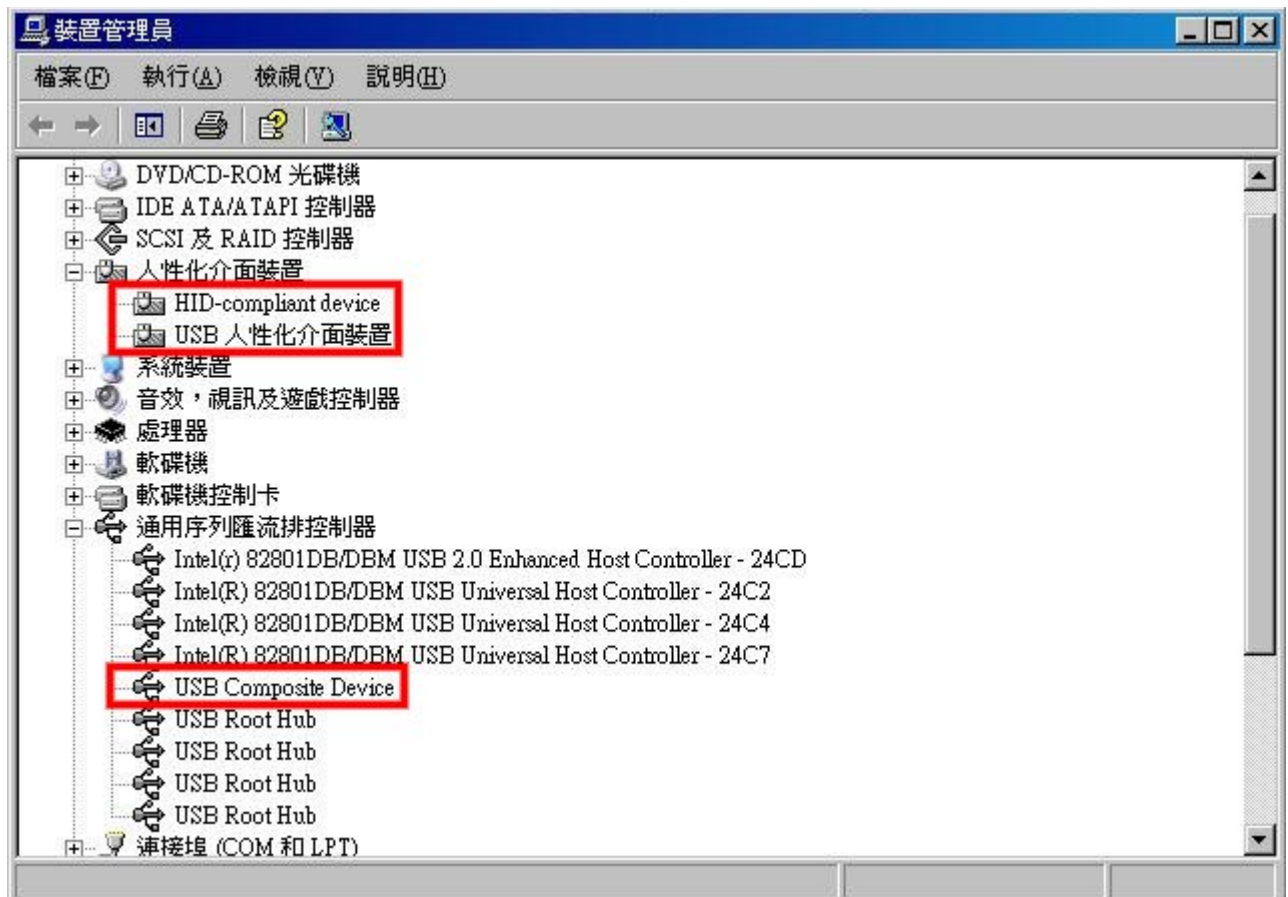 裝置管理員
檔案(F) 執行(A) 檢視(V) 說明(H)
DVD/CD-ROM 光碟機
IDE ATA/ATAPI 控制器
SCSI 及 RAID 控制器
人性化介面裝置
HID-compliant device
USB 人性化介面裝置
系統裝置
音效，視訊及遊戲控制器
處理器
軟碟機
軟碟機控制卡
通用序列匯流排控制器
Intel(r) 82801DB/DBM USB 2.0 Enhanced Host Controller - 24CD
Intel(R) 82801DB/DBM USB Universal Host Controller - 24C2
Intel(R) 82801DB/DBM USB Universal Host Controller - 24C4
Intel(R) 82801DB/DBM USB Universal Host Controller - 24C7
USB Composite Device
USB Root Hub
USB Root Hub
USB Root Hub
USB Root Hub
連接埠 (COM 和 LPT)